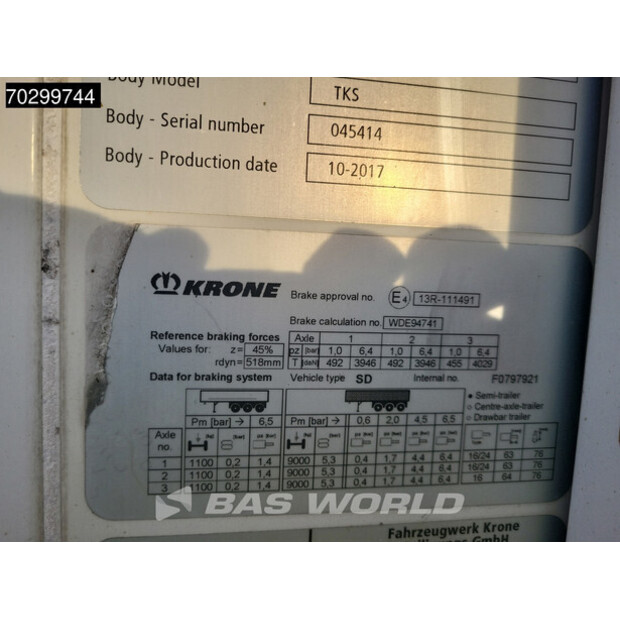 70299744
Body Model TKS
Body - Serial number 045414
Body - Production date 10-2017
KRONE Brake approval no. E4 13R-111491
Brake calculation no. WDE94741
Reference braking forces Axle 1 2 3
Values for: z= 45% pz [bar] 1,0 6,4 1,0 6,4 1,0 6,4
rdyn= 518mm T [daN] 492 3946 492 3946 455 4029
Data for braking system Vehicle type SD Internal no. F0797921
Semi-trailer
Centre-axle-trailer
Drawbar trailer
Pm [bar] → 6,5 Pm [bar] → 0,6 2,0 4,5 6,5
Axle no.
1 1100 0,2 1,4 9000 5,3 0,4 1,7 4,4 6,4 16/24 63 76
2 1100 0,2 1,4 9000 5,3 0,4 1,7 4,4 6,4 16/24 63 76
3 1100 0,2 1,4 9000 5,3 0,4 1,7 4,4 6,4 16 64 76
BAS WORLD
Fahrzeugwerk Krone
GmbH